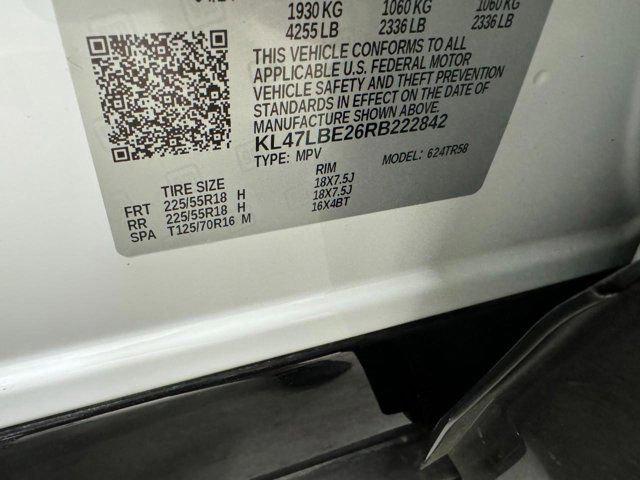 1930 KG 1060 KG 1060 KG
4255 LB 2336 LB 2336 LB
THIS VEHICLE CONFORMS TO ALL
APPLICABLE U.S. FEDERAL MOTOR
VEHICLE SAFETY AND THEFT PREVENTION
STANDARDS IN EFFECT ON THE DATE OF
MANUFACTURE SHOWN ABOVE.
KL47LBE26RB222842
TYPE: MPV MODEL: 624TR58
TIRE SIZE RIM
FRT 225/55R18 H 18X7.5J
RR 225/55R18 H 18X7.5J
SPA T125/70R16 M 16X4BT